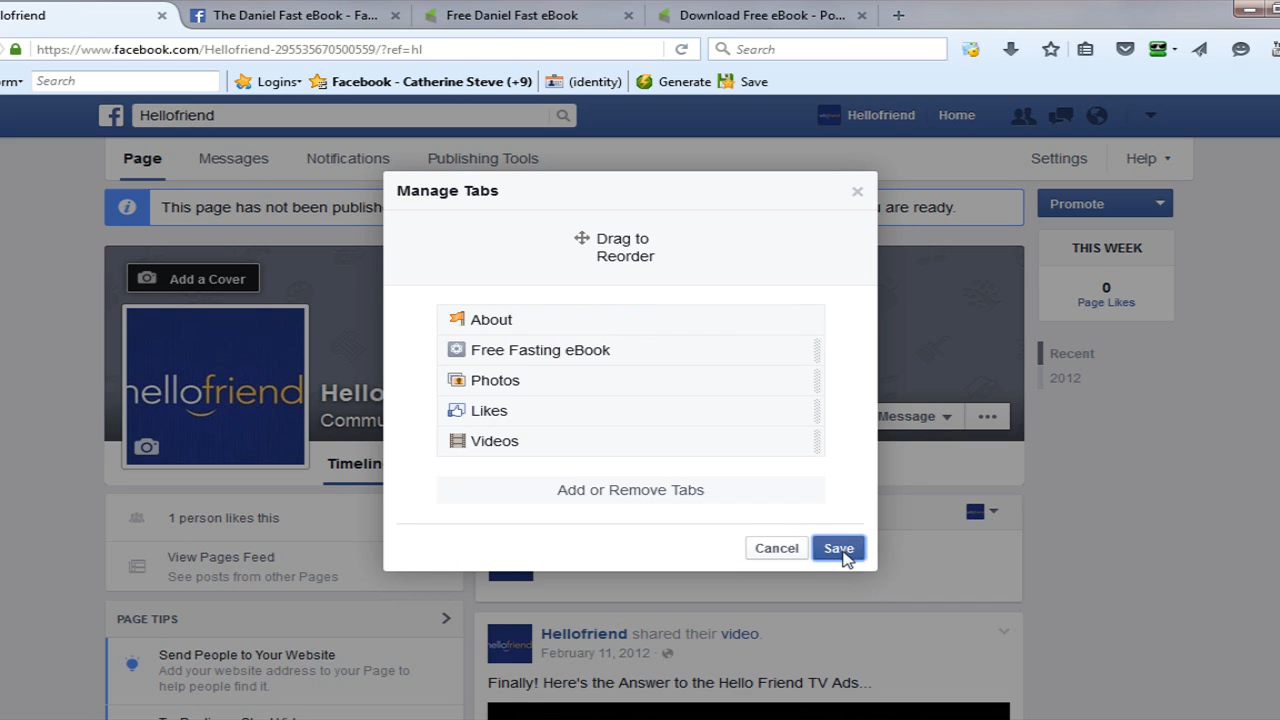 llofriend
The Daniel Fast eBook - Fa...
Free Daniel Fast eBook
Download Free eBook - Po...
https://www.facebook.com/Hellofriend-295535670500559/?ref=hl
Search
rm
Search
Logins
Facebook - Catherine Steve (+9)
(identity)
Generate
Save
Hellofriend
Hellofriend
Home
Page
Messages
Notifications
Publishing Tools
Settings
Help
This page has not been publishe
u are ready.
Promote
THIS WEEK
0
Page Likes
Recent
2012
Add a Cover
hellofriend
Hello
Commu
Message
Timelin
Manage Tabs
Drag to
Reorder
About
Free Fasting eBook
Photos
Likes
Videos
Add or Remove Tabs
Cancel
Save
1 person likes this
View Pages Feed
See posts from other Pages
PAGE TIPS
Send People to Your Website
Add your website address to your Page to
help people find it.
hellofriend
Hellofriend shared their video.
February 11, 2012 ·
Finally! Here's the Answer to the Hello Friend TV Ads...